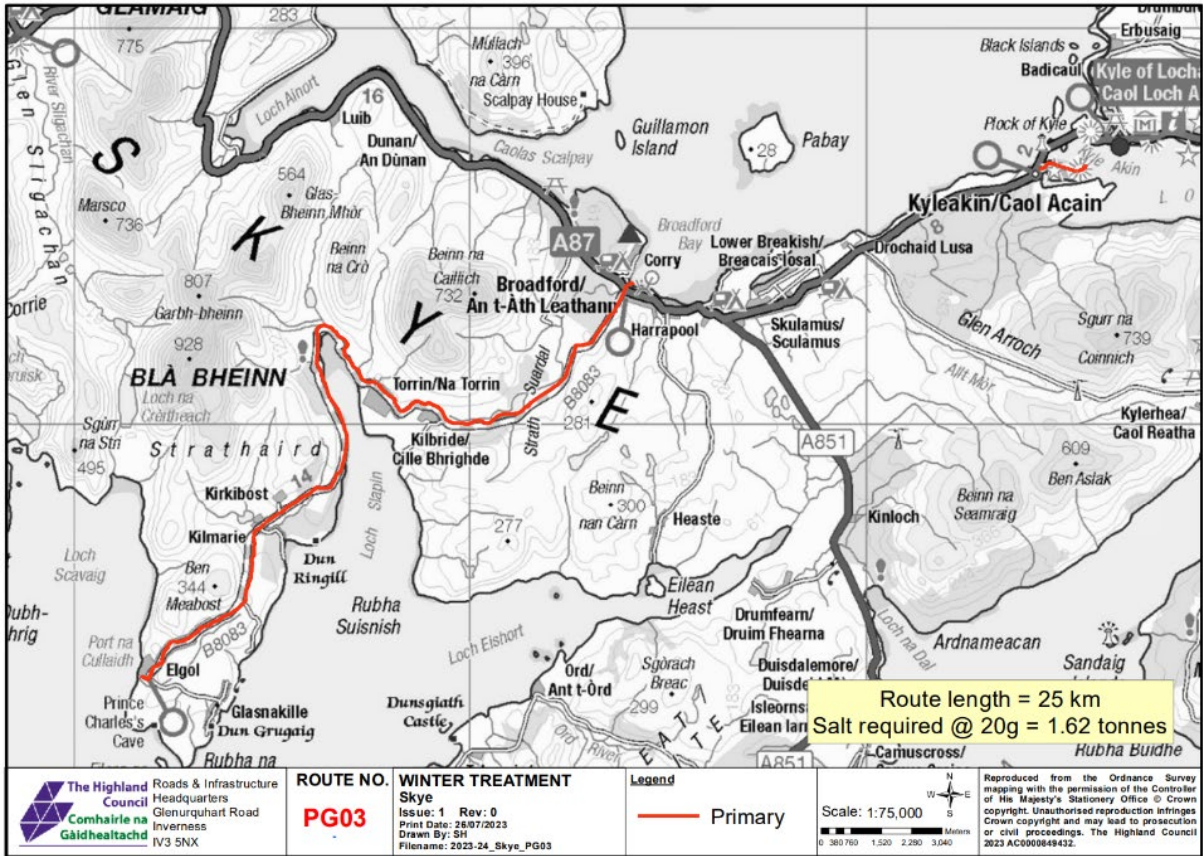 GLAMAIG
775
283
River Sligachan
Glen Sligachan
Loch Ainort
16
Luib
Mullach
396
na Càrn
Scalpay House
Dunan/
An Dùnan
Caolas Scalpay
Guillamon
Island
28
Pabay
Black Islands
Erbusaig
Badicaul
Kyle of Loch
Caol Loch A
Plock of Kyle
2
Kyle
Akin
Kyleakin/Caol Acain
S
K
Y
E
Marsco
736
564
Glas-
Bheinn Mhòr
Beinn
na Crò
Beinn na
Caillich
732
A87
Broadford
Bay
Corry
Broadford/
An t-Àth Leathann
Harrapool
Lower Breakish/
Breacais Iosal
Drochaid Lusa
8
Skulamus/
Sculamus
Glen Arroch
Sgurr na
739
Coinnich
Allt Mòr
Kylerhea/
Caol Reatha
Corrie
807
Garbh-bheinn
928
BLÀ BHEINN
Loch na
Crèitheach
Sgùrr
na Stri
495
Strathaird
Torrin/Na Torrin
Kilbride/
Cille Bhrighde
Strath
Suardal
B8083
281
A851
609
Ben Aslak
Beinn na
Seamraig
Kinloch
Beinn
300
nan Càrn
Heaste
277
Kirkibost
14
Kilmarie
Loch
Slapin
Dun
Ringill
Loch
Scavaig
Ben
344
Meabost
Rubha
Suisnish
Eilean
Heast
Drumfearn/
Druim Fhearna
Loch na Dal
Ardnameacan
Port na
Cullaidh
B8083
Elgol
Loch Eishort
Prince
Charles's
Cave
Glasnakille
Dun Grugaig
Rubha na
Dunsgiath
Castle
Ord/
Ant t-Òrd
Sgòrach
Breac
299
183
Ord River
Duisdalemore/
Sandaig
Eilean Iarm
A851
Camuscross/
Rubha Buidhe
Route length = 25 km
Salt required @ 20g = 1.62 tonnes
The Highland
Council
Comhairle na
Gàidhealtachd
Roads & Infrastructure
Headquarters
Glenurquhart Road
Inverness
IV3 5NX
ROUTE NO.
PG03
-
WINTER TREATMENT
Skye
Issue: 1 Rev: 0
Print Date: 26/07/2023
Drawn By: SH
Filename: 2023-24_Skye_PG03
Legend
Primary
Scale: 1:75,000
N
W E
S
0 380 760 1,520 2,280 3,040 Meters
Reproduced from the Ordnance Survey
mapping with the permission of the Controller
of His Majesty's Stationery Office © Crown
copyright. Unauthorised reproduction infringes
Crown copyright and may lead to prosecution
or civil proceedings. The Highland Council
2023 AC0000849432.